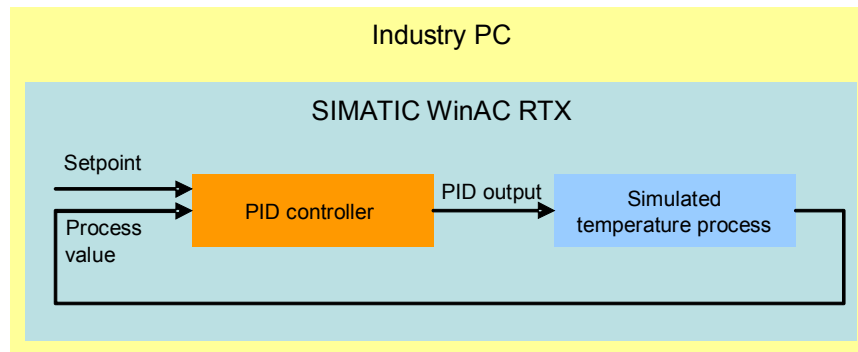 Industry PC
SIMATIC WinAC RTX
Setpoint
Process
value
PID controller
PID output
Simulated
temperature process